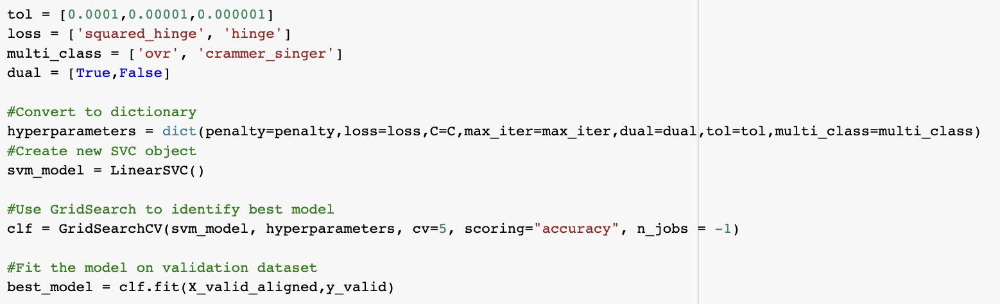 tol = [0.0001,0.00001,0.000001]
loss = ['squared_hinge', 'hinge']
multi_class = ['ovr', 'crammer_singer']
dual = [True,False]
#Convert to dictionary
hyperparameters = dict(penalty=penalty,loss=loss,C=C,max_iter=max_iter,dual=dual,tol=tol,multi_class=multi_class)
#Create new SVC object
svm_model = LinearSVC()
#Use GridSearch to identify best model
clf = GridSearchCV(svm_model, hyperparameters, cv=5, scoring="accuracy", n_jobs = -1)
#Fit the model on validation dataset
best_model = clf.fit(X_valid_aligned,y_valid)